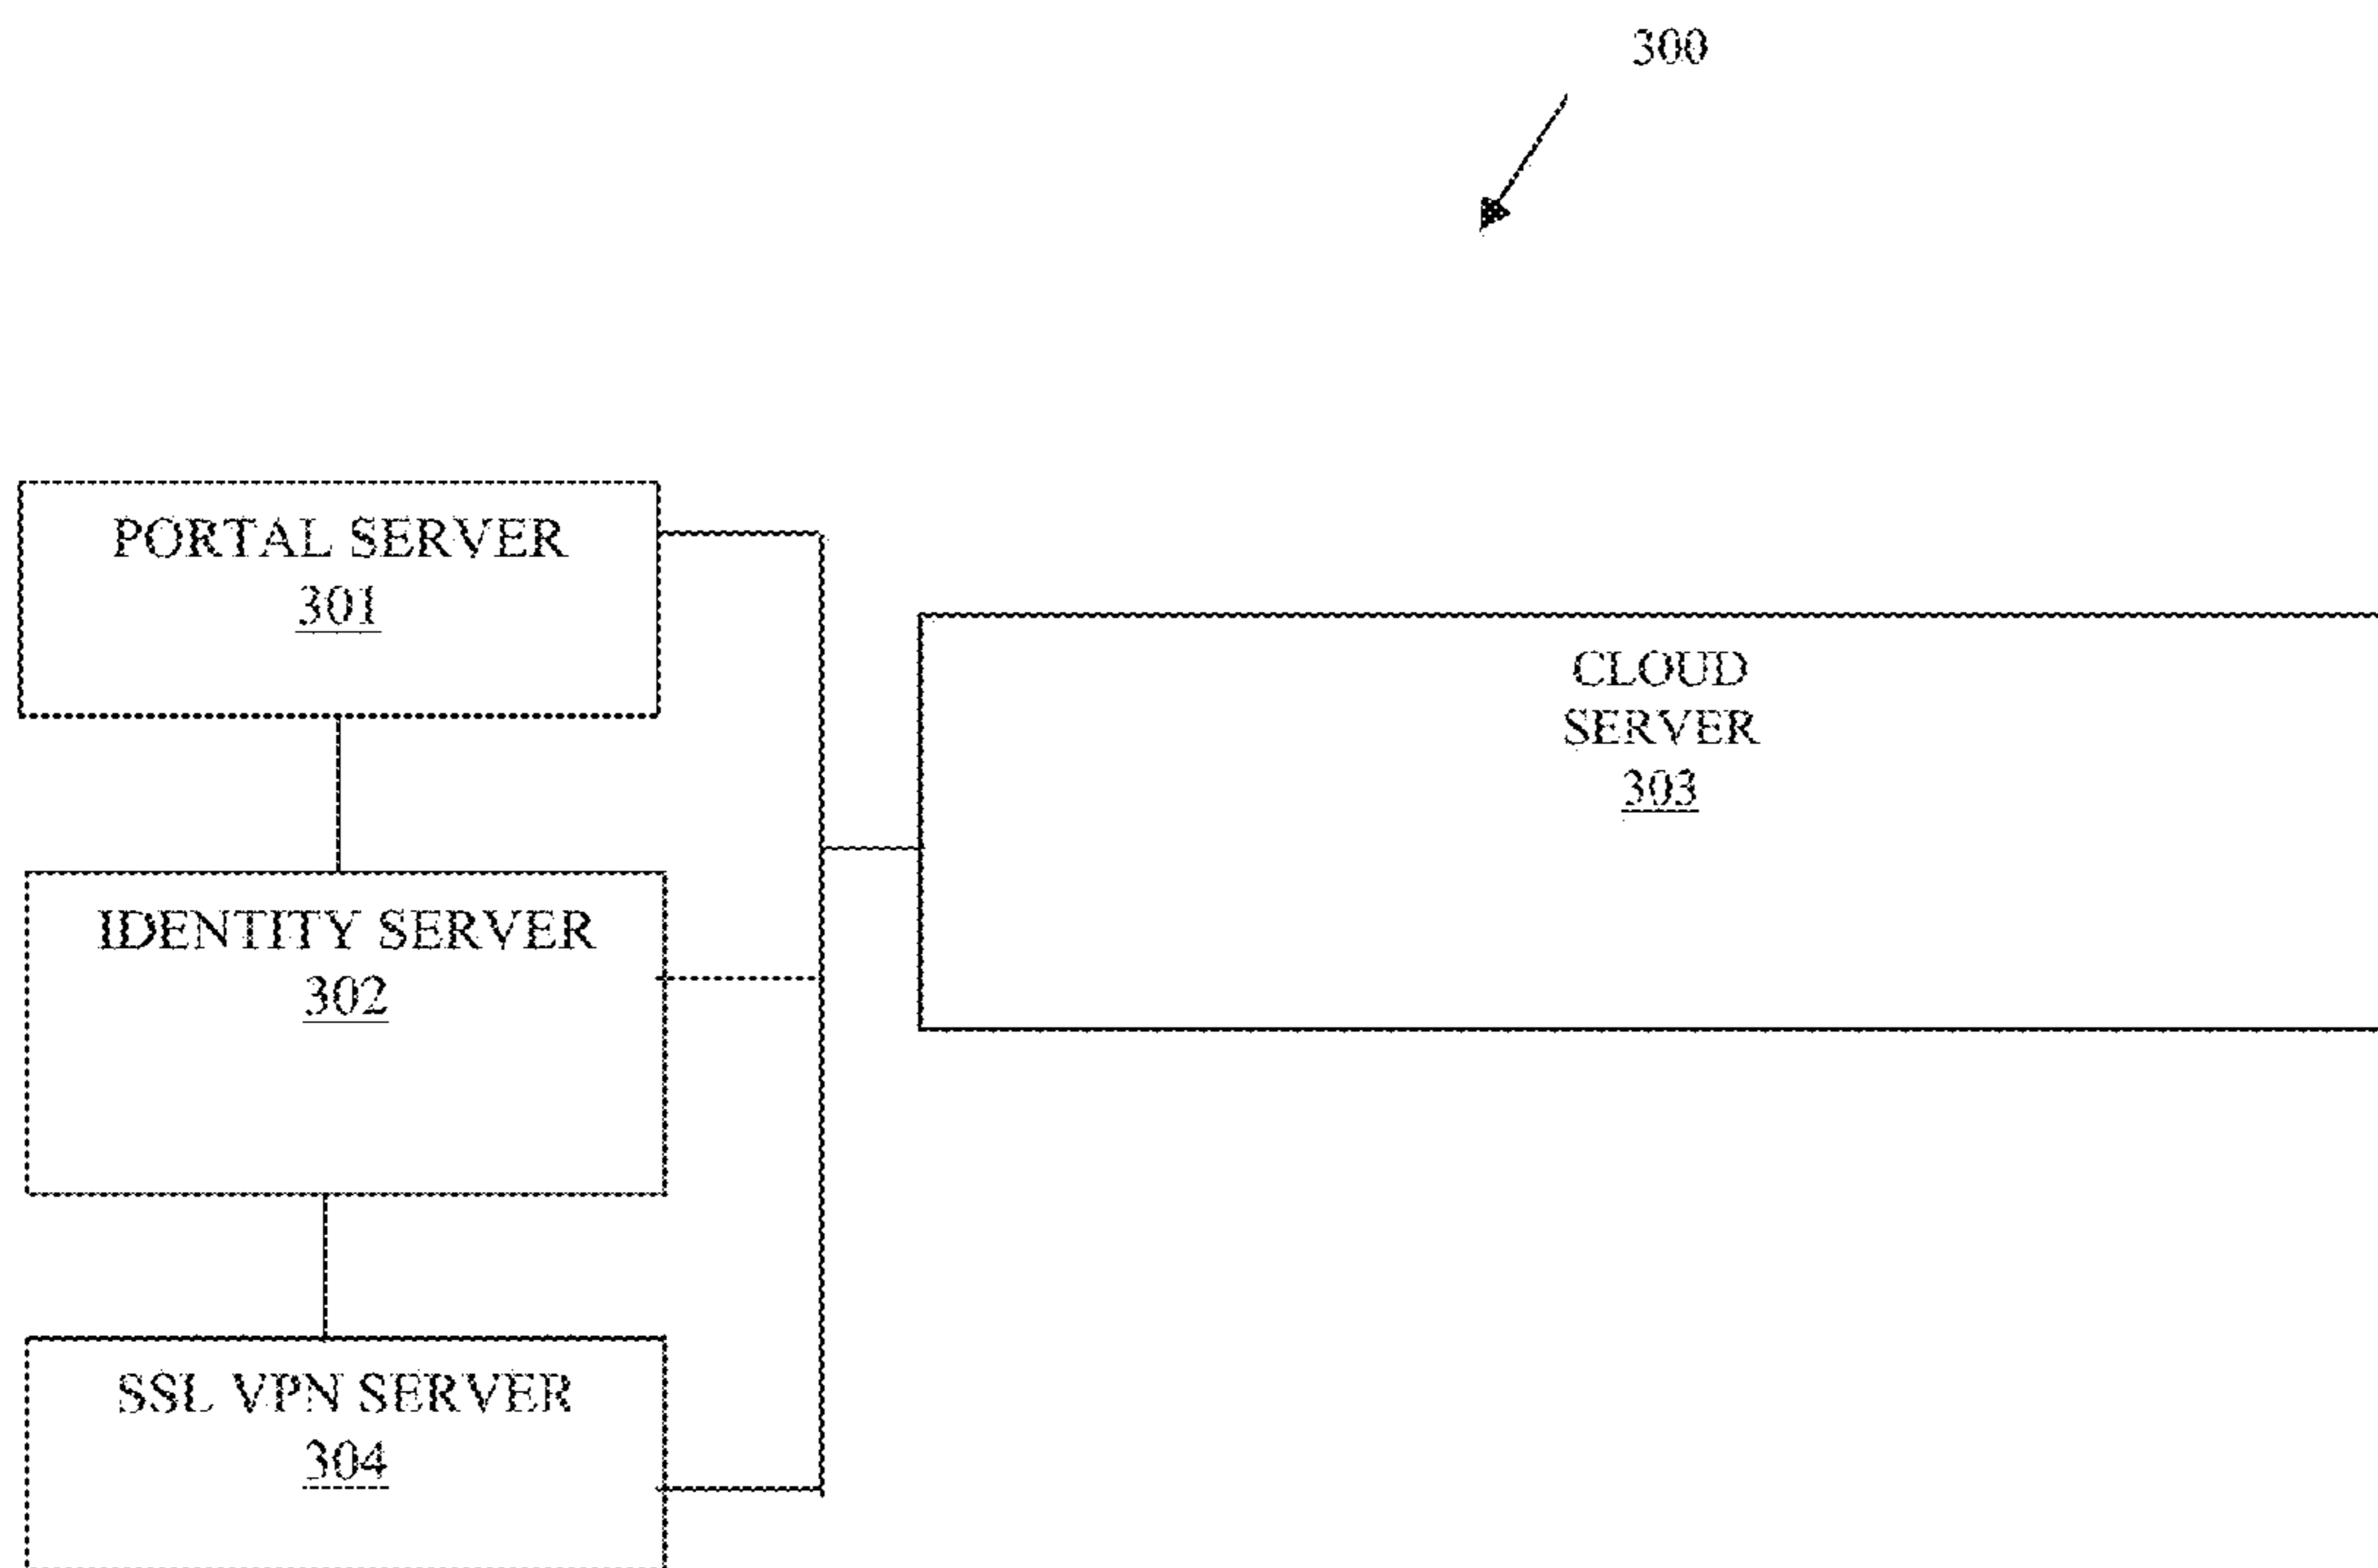 300
PORTAL SERVER
301
CLOUD
SERVER
303
IDENTITY SERVER
302
SSL VPN SERVER
304